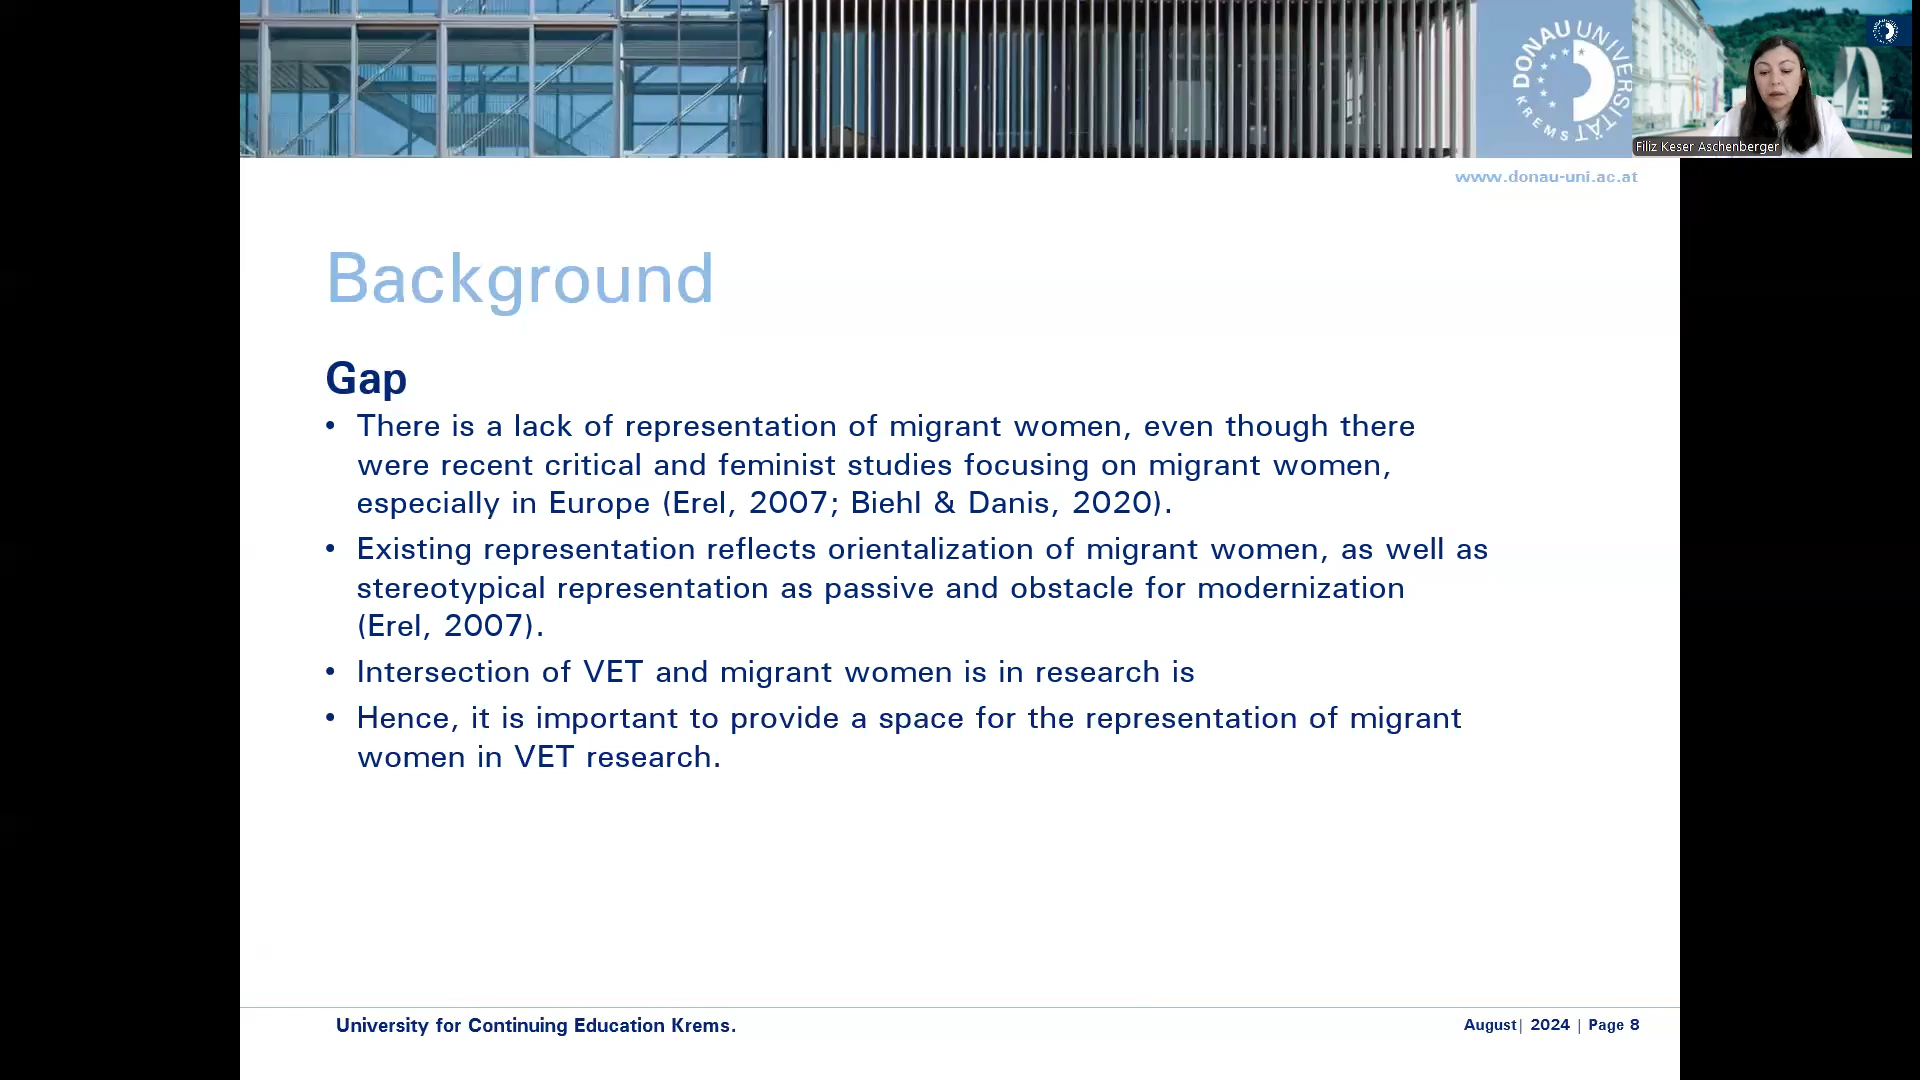 DONAU UNIVERSITÄT
KREMS
Filiz Keser Aschenberger
www.donau-uni.ac.at
Background
Gap
• There is a lack of representation of migrant women, even though there
were recent critical and feminist studies focusing on migrant women,
especially in Europe (Erel, 2007; Biehl & Danis, 2020).
• Existing representation reflects orientalization of migrant women, as well as
stereotypical representation as passive and obstacle for modernization
(Erel, 2007).
• Intersection of VET and migrant women is in research is
• Hence, it is important to provide a space for the representation of migrant
women in VET research.
University for Continuing Education Krems.
August| 2024 | Page 8